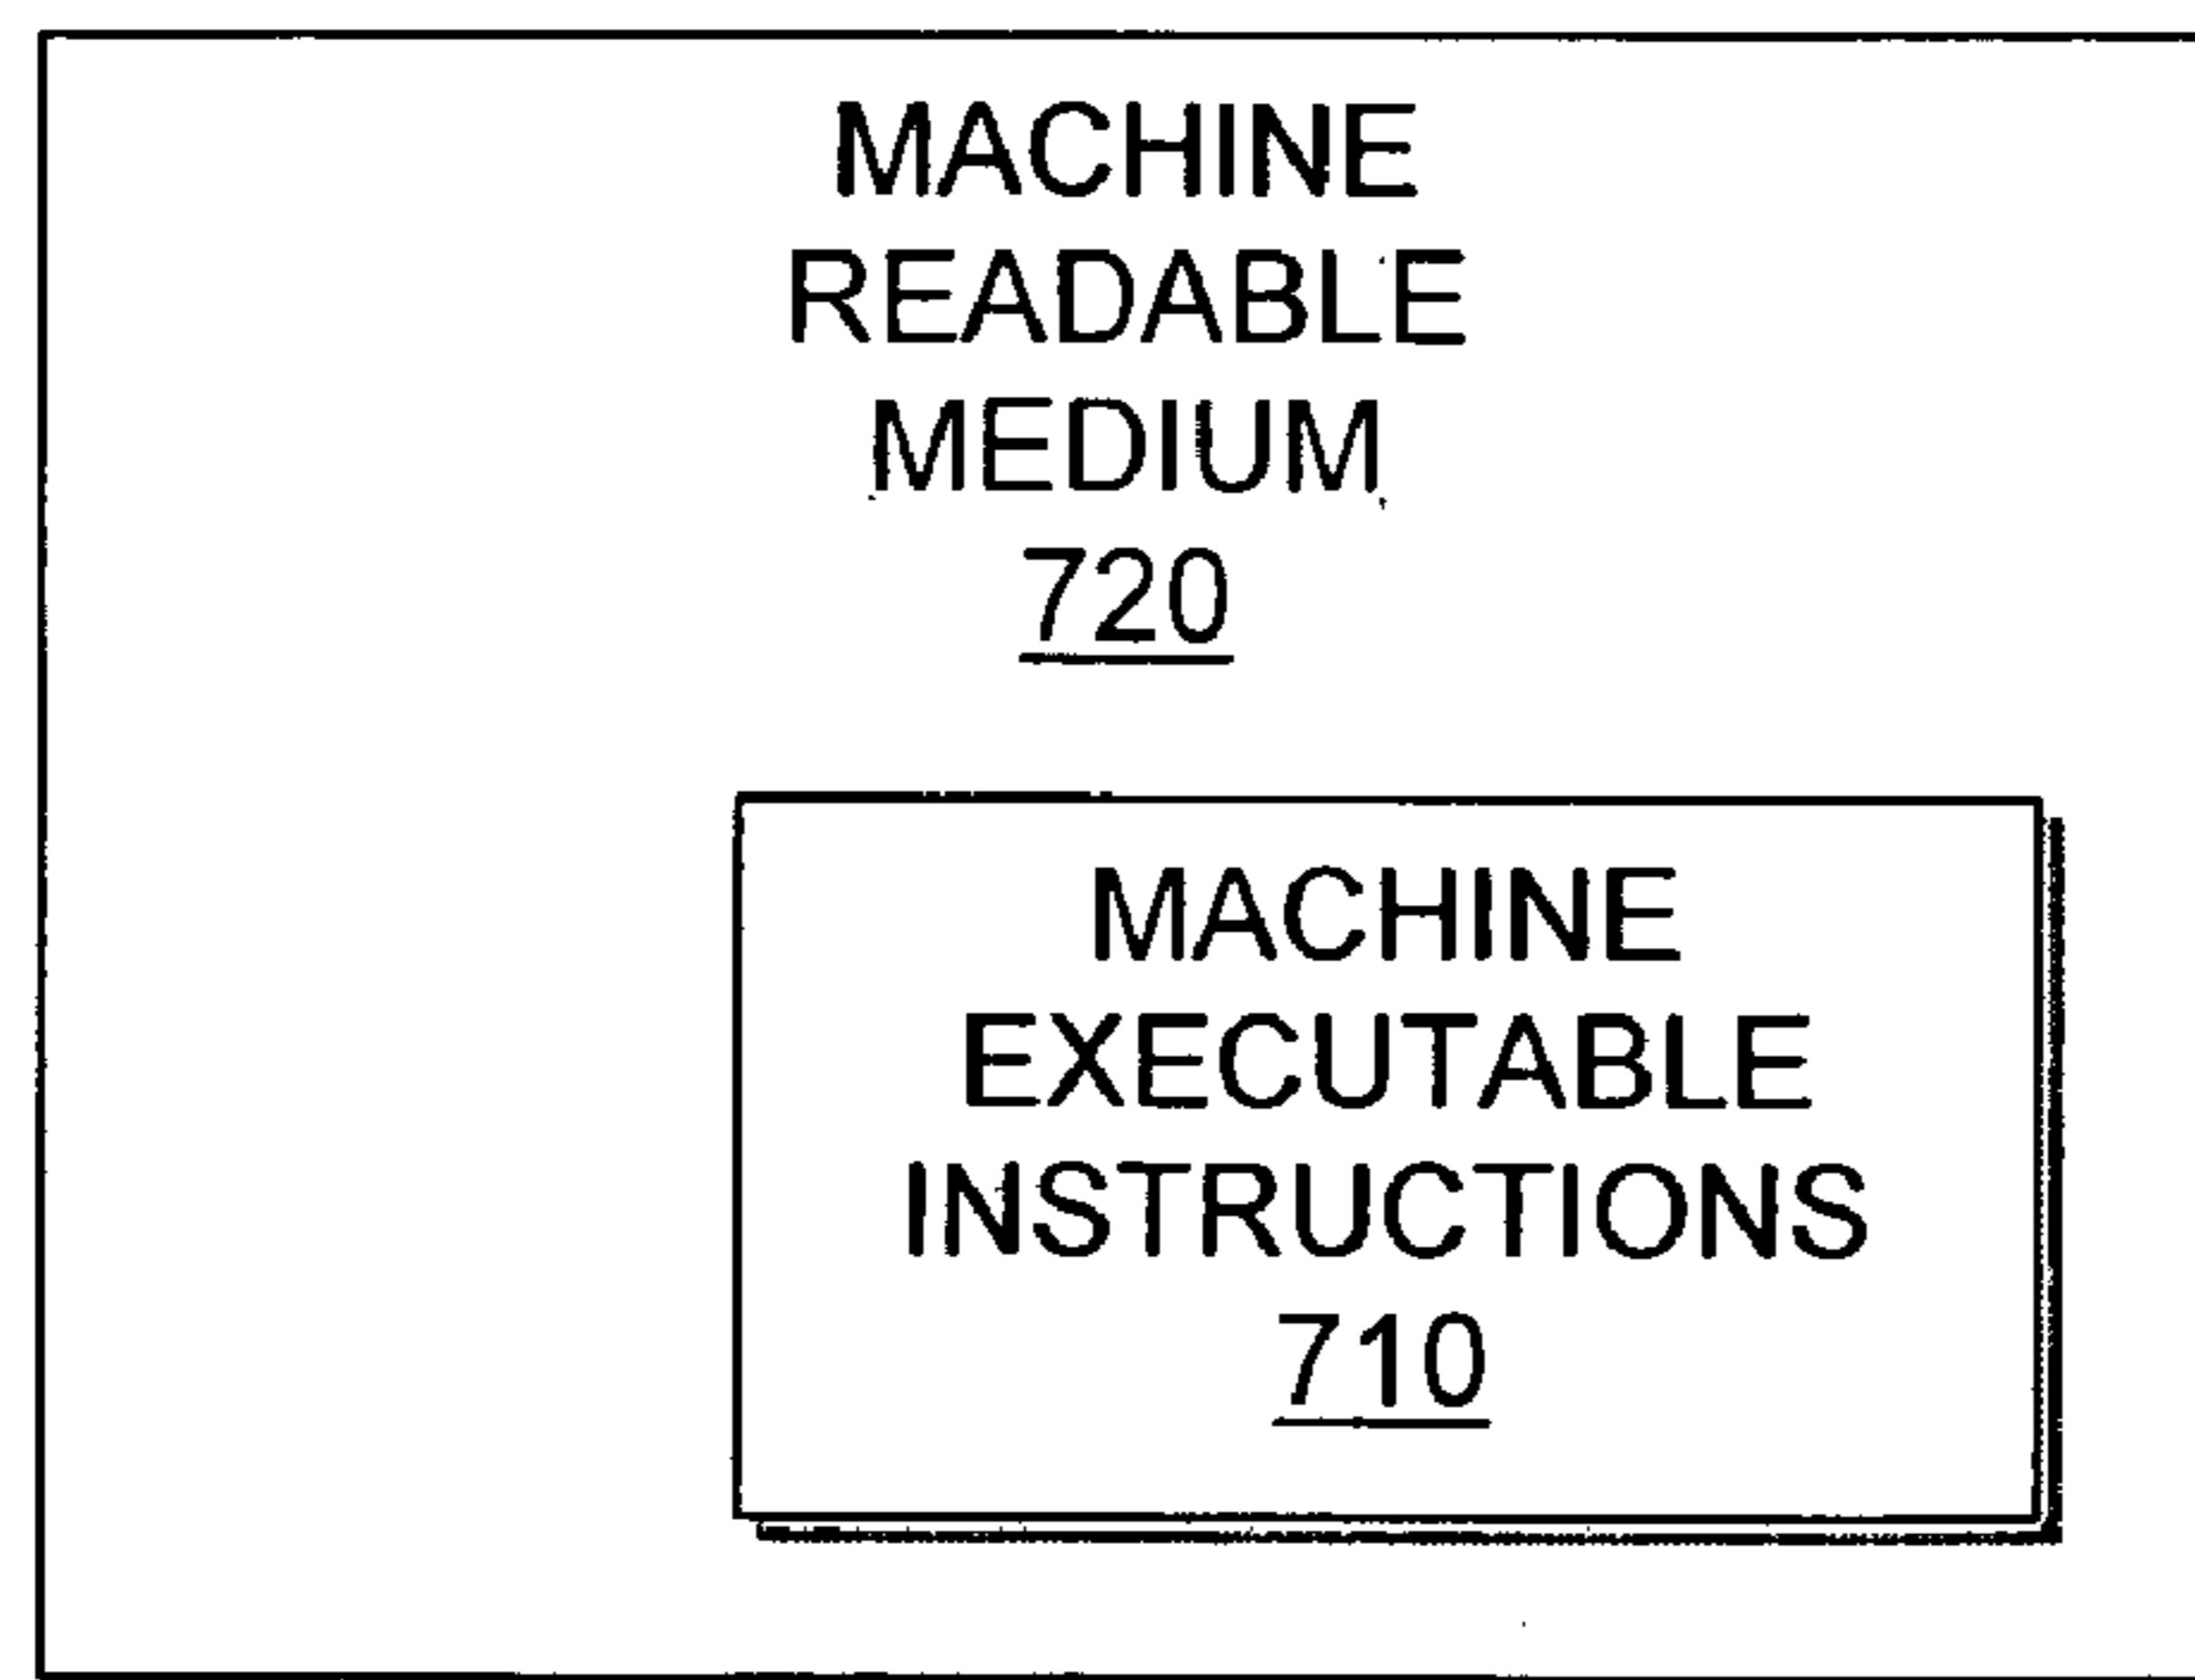 MACHINE
READABLE
MEDIUM
720
MACHINE
EXECUTABLE
INSTRUCTIONS
710